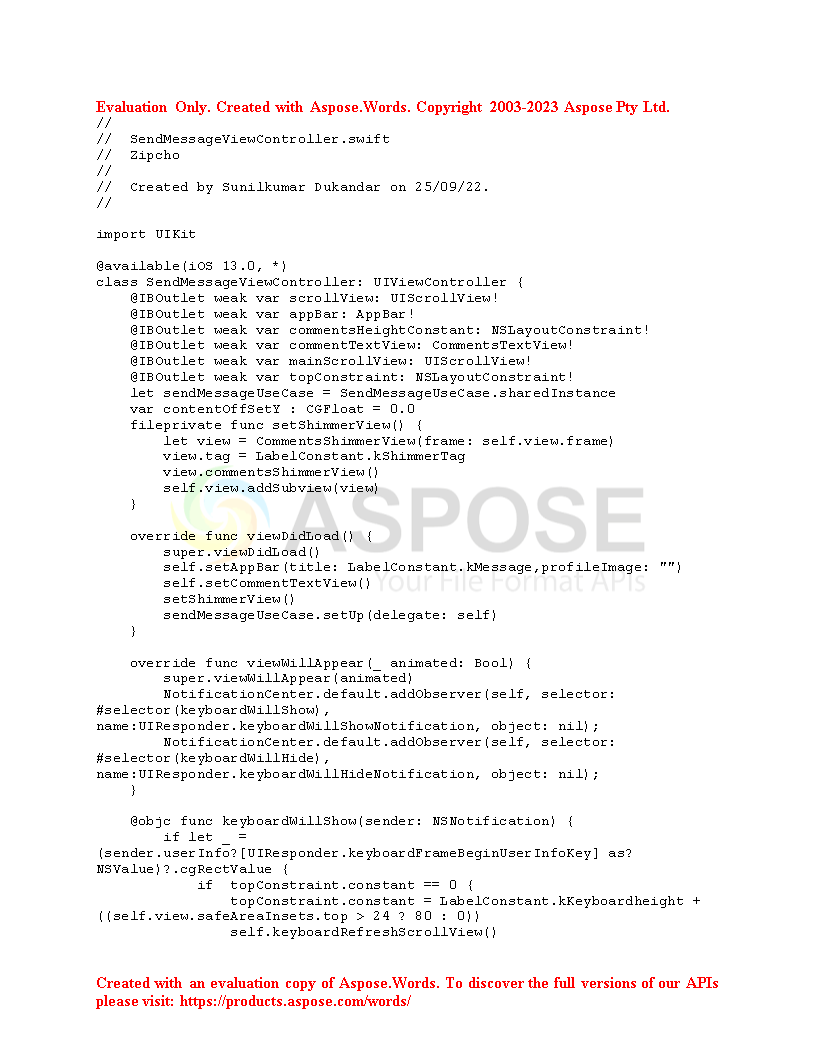 Evaluation Only. Created with Aspose.Words. Copyright 2003-2023 Aspose Pty Ltd.
//
//  SendMessageViewController.swift
//  Zipcho
//
//  Created by Sunilkumar Dukandar on 25/09/22.
//
import UIKit
@available(iOS 13.0, *)
class SendMessageViewController: UIViewController {
    @IBOutlet weak var scrollView: UIScrollView!
    @IBOutlet weak var appBar: AppBar!
    @IBOutlet weak var commentsHeightConstant: NSLayoutConstraint!
    @IBOutlet weak var commentTextView: CommentsTextView!
    @IBOutlet weak var mainScrollView: UIScrollView!
    @IBOutlet weak var topConstraint: NSLayoutConstraint!
    let sendMessageUseCase = SendMessageUseCase.sharedInstance
    var contentOffSetY : CGFloat = 0.0
    fileprivate func setShimmerView() {
        let view = CommentsShimmerView(frame: self.view.frame)
        view.tag = LabelConstant.kShimmerTag
        view.commentsShimmerView()
        self.view.addSubview(view)
    }
ASPOSE
Your File Format APIs
    override func viewDidLoad() {
        super.viewDidLoad()
        self.setAppBar(title: LabelConstant.kMessage,profileImage: "")
        self.setCommentTextView()
        setShimmerView()
        sendMessageUseCase.setUp(delegate: self)
    }
    override func viewWillAppear(_ animated: Bool) {
        super.viewWillAppear(animated)
        NotificationCenter.default.addObserver(self, selector:
#selector(keyboardWillShow),
name:UIResponder.keyboardWillShowNotification, object: nil);
        NotificationCenter.default.addObserver(self, selector:
#selector(keyboardWillHide),
name:UIResponder.keyboardWillHideNotification, object: nil);
    }
    @objc func keyboardWillShow(sender: NSNotification) {
        if let _ =
(sender.userInfo?[UIResponder.keyboardFrameBeginUserInfoKey] as?
NSValue)?.cgRectValue {
            if  topConstraint.constant == 0 {
                topConstraint.constant = LabelConstant.kKeyboardheight +
((self.view.safeAreaInsets.top > 24 ? 80 : 0))
                self.keyboardRefreshScrollView()
Created with an evaluation copy of Aspose.Words. To discover the full versions of our APIs
please visit: https://products.aspose.com/words/